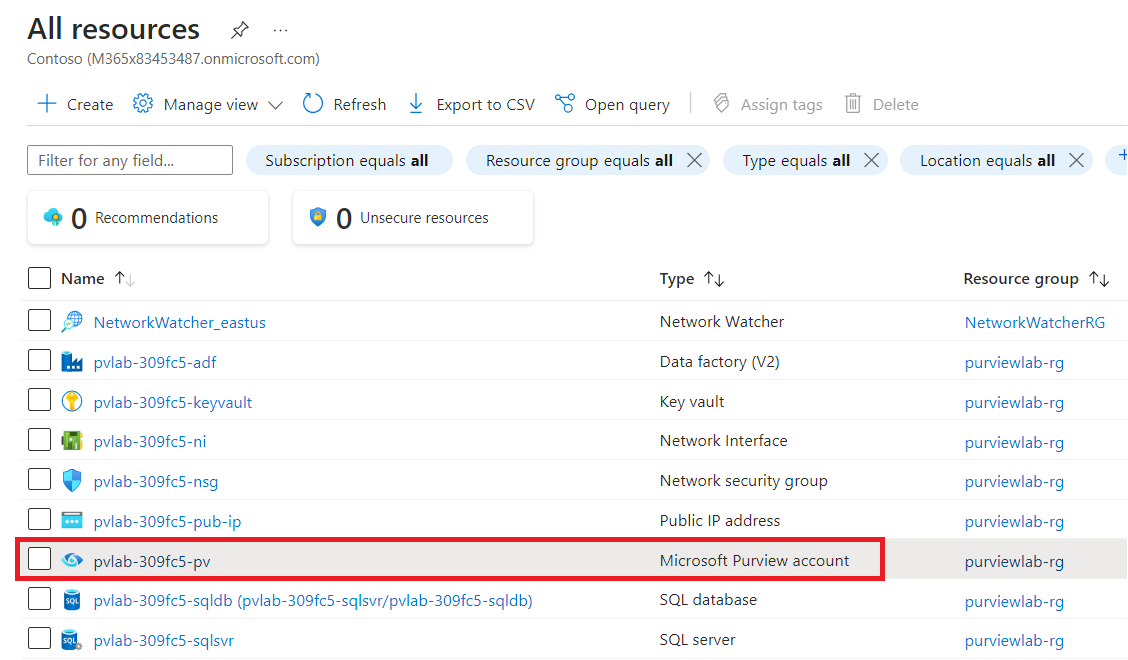 All resources ...
Contoso (M365x83453487.onmicrosoft.com)
Create Manage view Refresh Export to CSV Open query Assign tags Delete
Filter for any field... Subscription equals all Resource group equals all Type equals all Location equals all
0 Recommendations 0 Unsecure resources
Name Type Resource group
NetworkWatcher_eastus Network Watcher NetworkWatcherRG
pvlab-309fc5-adf Data factory (V2) purviewlab-rg
pvlab-309fc5-keyvault Key vault purviewlab-rg
pvlab-309fc5-ni Network Interface purviewlab-rg
pvlab-309fc5-nsg Network security group purviewlab-rg
pvlab-309fc5-pub-ip Public IP address purviewlab-rg
pvlab-309fc5-pv Microsoft Purview account purviewlab-rg
pvlab-309fc5-sqldb (pvlab-309fc5-sqlsvr/pvlab-309fc5-sqldb) SQL database purviewlab-rg
pvlab-309fc5-sqlsvr SQL server purviewlab-rg